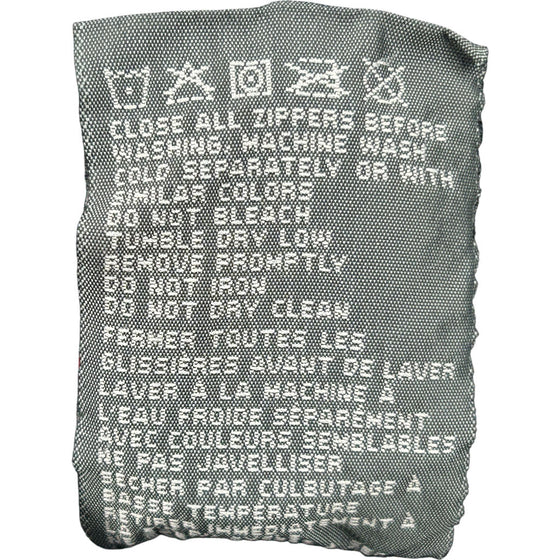 CLOSE ALL ZIPPERS BEFORE
WASHING. MACHINE WASH
COLD SEPARATELY OR WITH
SIMILAR COLORS
DO NOT BLEACH
TUMBLE DRY LOW
REMOVE PROMPTLY
DO NOT IRON
DO NOT DRY CLEAN
FERMER TOUTES LES
GLISSIÈRES AVANT DE LAVER
LAVER À LA MACHINE À
L'EAU FROIDE SÉPARÉMENT
AVEC COULEURS SEMBLABLES
NE PAS JAVELLISER
SÉCHER PAR CULBUTAGE À
BASSE TEMPÉRATURE